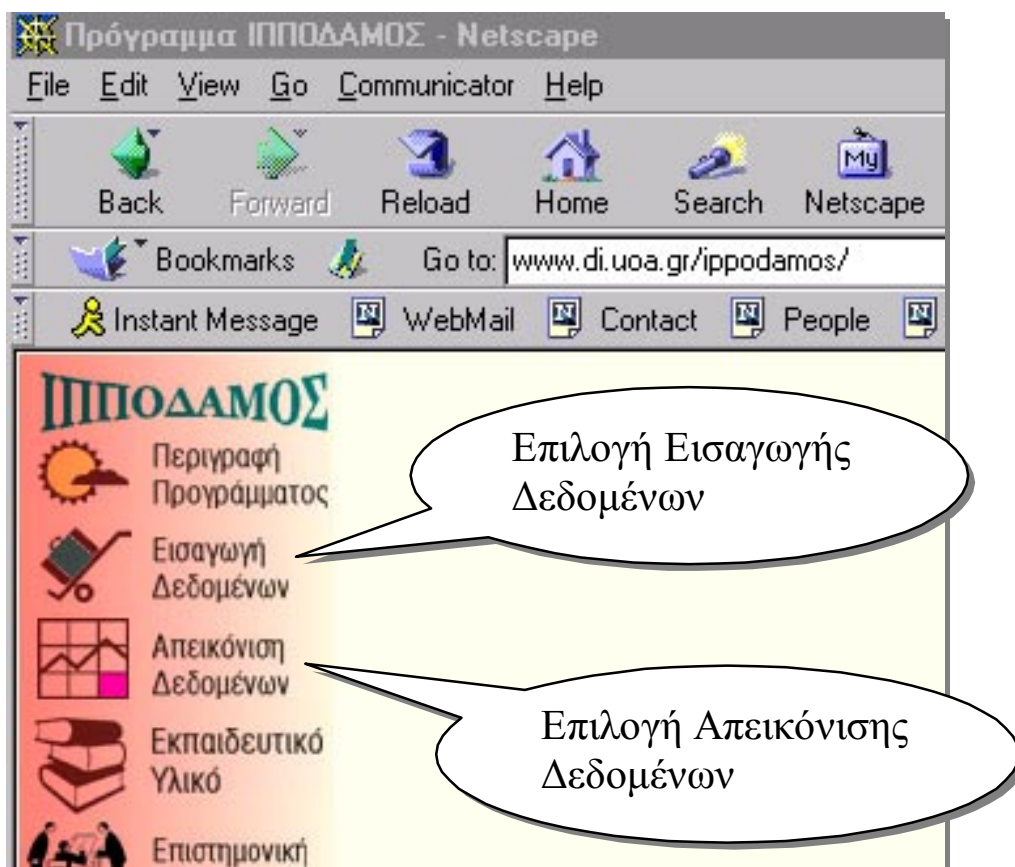 Πρόγραμμα ΙΠΠΟΔΑΜΟΣ - Netscape
File Edit View Go Communicator Help
Back Forward Reload Home Search My Netscape
Bookmarks Go to: www.di.uoa.gr/ippodamos/
Instant Message WebMail Contact People
ΙΠΠΟΔΑΜΟΣ
Περιγραφή
Προγράμματος
Εισαγωγή
Δεδομένων
Απεικόνιση
Δεδομένων
Εκπαιδευτικό
Υλικό
Επιστημονική
Επιλογή Εισαγωγής
Δεδομένων
Επιλογή Απεικόνισης
Δεδομένων